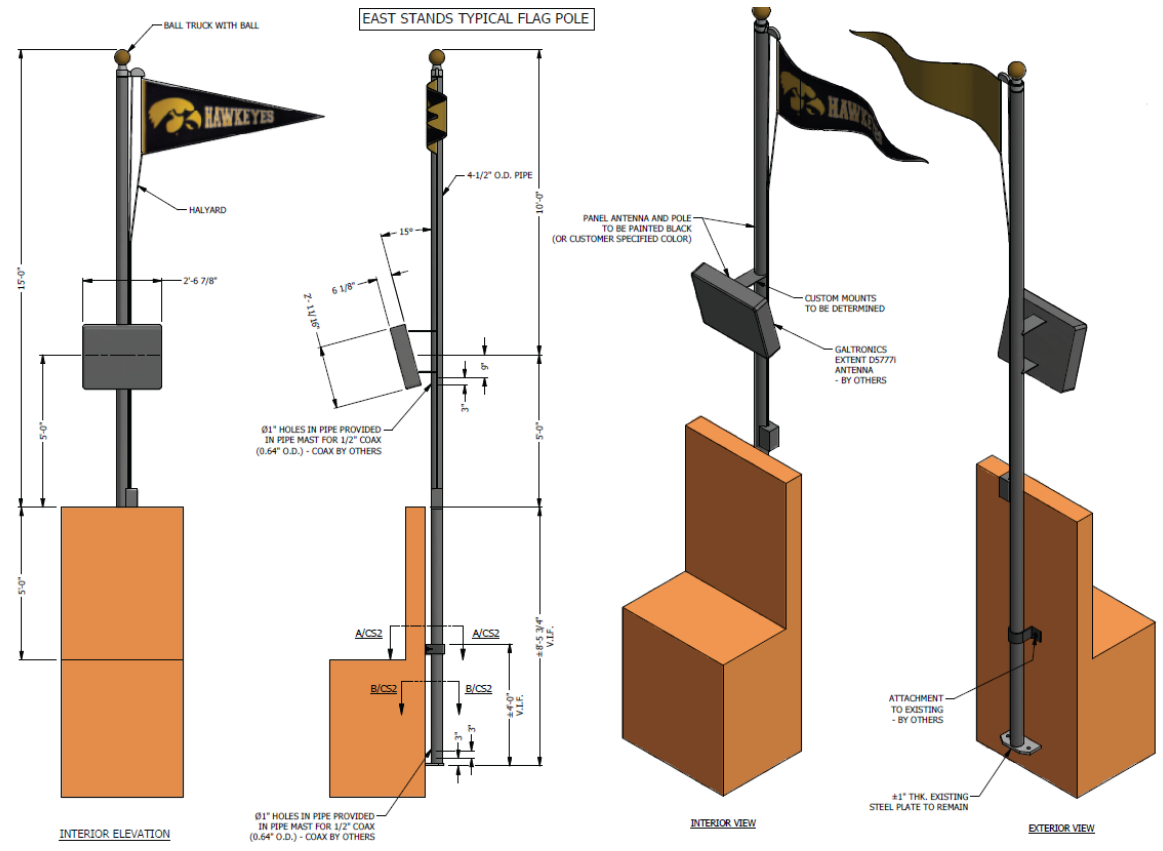 EAST STANDS TYPICAL FLAG POLE
BALL TRUCK WITH BALL
HAWKEYES
HALYARD
15'-0"
2'-6 7/8"
5'-0"
5'-0"
INTERIOR ELEVATION
4-1/2" O.D. PIPE
10'-0"
15°
6 1/8"
2'-1 1/16"
9"
3"
5'-0"
Ø1" HOLES IN PIPE PROVIDED
IN PIPE MAST FOR 1/2" COAX
(0.64" O.D.) - COAX BY OTHERS
A/CS2
A/CS2
B/CS2
B/CS2
±8'-5 3/4"
V.I.F.
±4'-0"
V.I.F.
3"
3"
Ø1" HOLES IN PIPE PROVIDED
IN PIPE MAST FOR 1/2" COAX
(0.64" O.D.) - COAX BY OTHERS
HAWKEYES
PANEL ANTENNA AND POLE
TO BE PAINTED BLACK
(OR CUSTOMER SPECIFIED COLOR)
CUSTOM MOUNTS
TO BE DETERMINED
GALTRONICS
EXTENT D5777i
ANTENNA
- BY OTHERS
INTERIOR VIEW
ATTACHMENT
TO EXISTING
- BY OTHERS
±1" THK. EXISTING
STEEL PLATE TO REMAIN
EXTERIOR VIEW